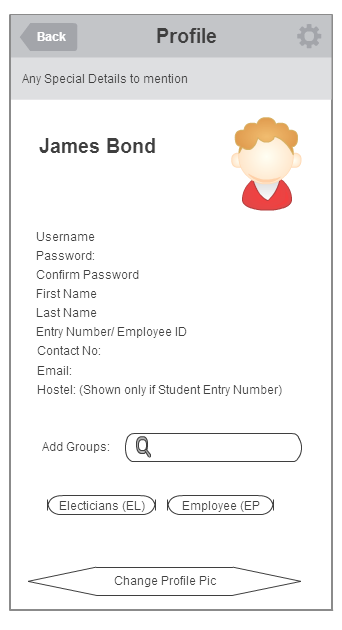 Back Profile
Any Special Details to mention
James Bond
Username
Password:
Confirm Password
First Name
Last Name
Entry Number/ Employee ID
Contact No:
Email:
Hostel: (Shown only if Student Entry Number)
Add Groups:
Electicians (EL) Employee (EP
Change Profile Pic